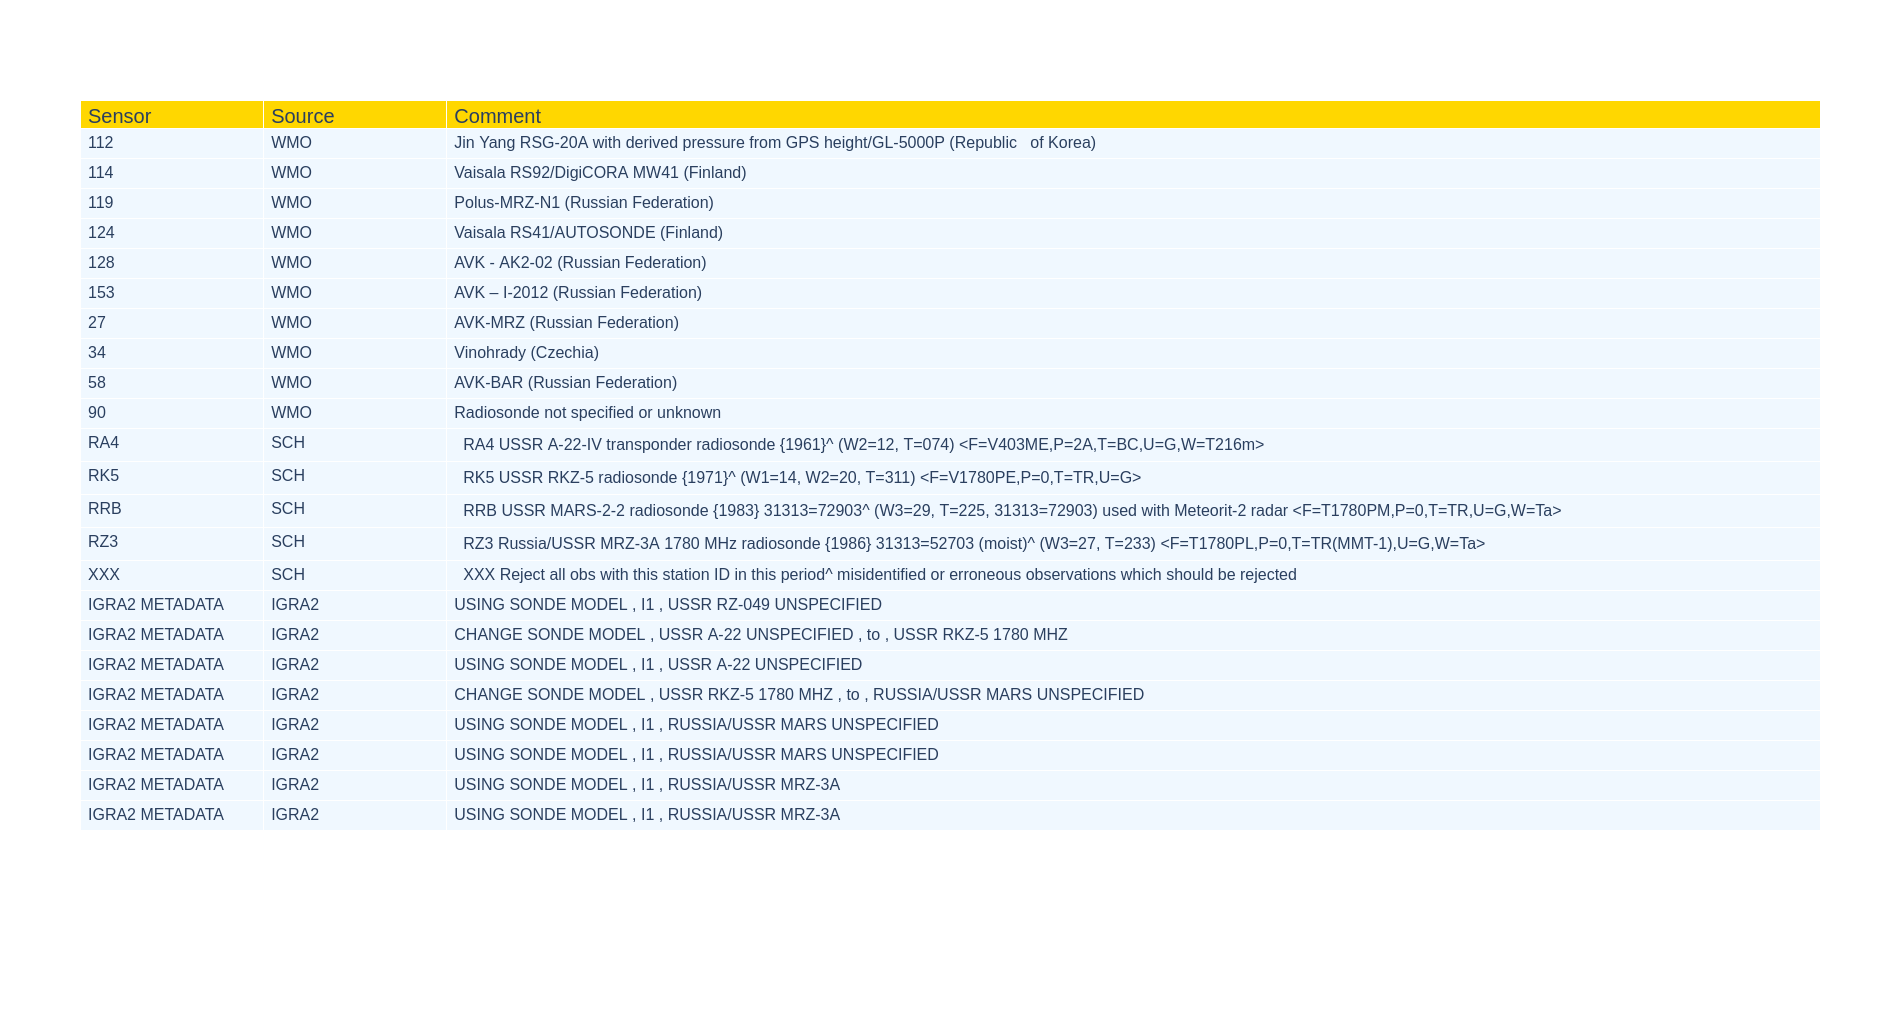 Sensor Source Comment
112 WMO Jin Yang RSG-20A with derived pressure from GPS height/GL-5000P (Republic   of Korea)
114 WMO Vaisala RS92/DigiCORA MW41 (Finland)
119 WMO Polus-MRZ-N1 (Russian Federation)
124 WMO Vaisala RS41/AUTOSONDE (Finland)
128 WMO AVK - AK2-02 (Russian Federation)
153 WMO AVK – I-2012 (Russian Federation)
27 WMO AVK-MRZ (Russian Federation)
34 WMO Vinohrady (Czechia)
58 WMO AVK-BAR (Russian Federation)
90 WMO Radiosonde not specified or unknown
RA4 SCH RA4 USSR A-22-IV transponder radiosonde {1961}^ (W2=12, T=074) <F=V403ME,P=2A,T=BC,U=G,W=T216m>
RK5 SCH RK5 USSR RKZ-5 radiosonde {1971}^ (W1=14, W2=20, T=311) <F=V1780PE,P=0,T=TR,U=G>
RRB SCH RRB USSR MARS-2-2 radiosonde {1983} 31313=72903^ (W3=29, T=225, 31313=72903) used with Meteorit-2 radar <F=T1780PM,P=0,T=TR,U=G,W=Ta>
RZ3 SCH RZ3 Russia/USSR MRZ-3A 1780 MHz radiosonde {1986} 31313=52703 (moist)^ (W3=27, T=233) <F=T1780PL,P=0,T=TR(MMT-1),U=G,W=Ta>
XXX SCH XXX Reject all obs with this station ID in this period^ misidentified or erroneous observations which should be rejected
IGRA2 METADATA IGRA2 USING SONDE MODEL , I1 , USSR RZ-049 UNSPECIFIED
IGRA2 METADATA IGRA2 CHANGE SONDE MODEL , USSR A-22 UNSPECIFIED , to , USSR RKZ-5 1780 MHZ
IGRA2 METADATA IGRA2 USING SONDE MODEL , I1 , USSR A-22 UNSPECIFIED
IGRA2 METADATA IGRA2 CHANGE SONDE MODEL , USSR RKZ-5 1780 MHZ , to , RUSSIA/USSR MARS UNSPECIFIED
IGRA2 METADATA IGRA2 USING SONDE MODEL , I1 , RUSSIA/USSR MARS UNSPECIFIED
IGRA2 METADATA IGRA2 USING SONDE MODEL , I1 , RUSSIA/USSR MARS UNSPECIFIED
IGRA2 METADATA IGRA2 USING SONDE MODEL , I1 , RUSSIA/USSR MRZ-3A
IGRA2 METADATA IGRA2 USING SONDE MODEL , I1 , RUSSIA/USSR MRZ-3A